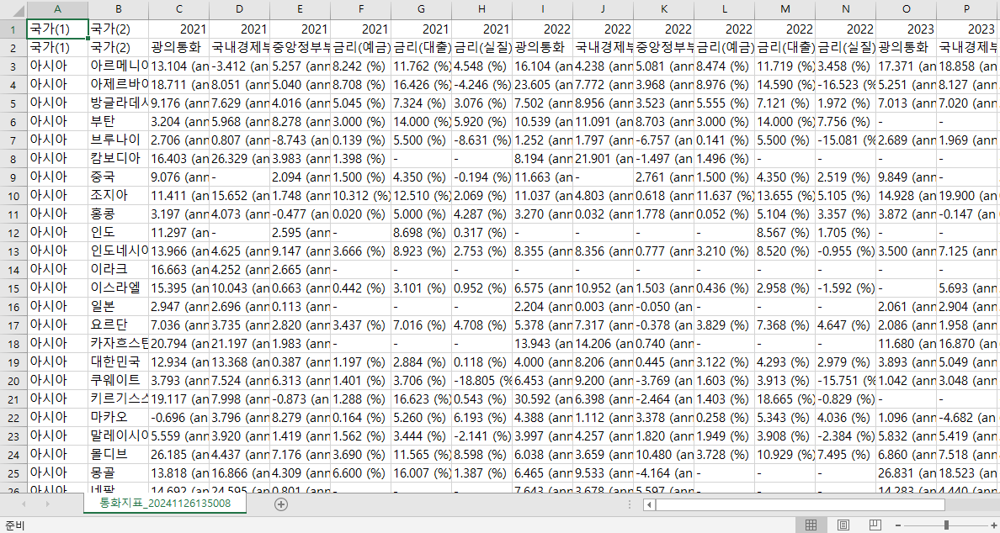 A B C D E F G H I J K L M N O P
1 국가(1) 국가(2) 2021 2021 2021 2021 2021 2021 2022 2022 2022 2022 2022 2022 2023 2023
2 국가(1) 국가(2) 광의통화 국내경제부 중앙정부부 금리(예금) 금리(대출) 금리(실질) 광의통화 국내경제부 중앙정부부 금리(예금) 금리(대출) 금리(실질) 광의통화 국내경제부
3 아시아 아르메니아 13.104 (an -3.412 (an 5.257 (ann 8.242 (%) 11.762 (%) 4.548 (%) 16.104 (an 4.238 (ann 5.081 (ann 8.474 (%) 11.719 (%) 3.458 (%) 17.371 (an 18.858 (an
4 아시아 아제르바이 18.711 (an 8.051 (ann 5.040 (ann 8.708 (%) 16.426 (%) -4.246 (%) 23.605 (an 7.772 (ann 3.968 (ann 8.976 (%) 14.590 (%) -16.523 (% 5.251 (ann 8.127 (ann
5 아시아 방글라데시 9.176 (ann 7.629 (ann 4.016 (ann 5.045 (%) 7.324 (%) 3.076 (%) 7.502 (ann 8.956 (ann 3.523 (ann 5.555 (%) 7.121 (%) 1.972 (%) 7.013 (ann 7.020 (ann
6 아시아 부탄 3.204 (ann 5.968 (ann 8.278 (ann 3.000 (%) 14.000 (%) 5.920 (%) 10.539 (an 11.091 (an 8.703 (ann 3.000 (%) 14.000 (%) 7.756 (%) - -
7 아시아 브루나이 2.706 (ann 0.807 (ann -8.743 (an 0.139 (%) 5.500 (%) -8.631 (%) 1.252 (ann 1.797 (ann -6.757 (an 0.141 (%) 5.500 (%) -15.081 (% 2.689 (ann 1.969 (ann
8 아시아 캄보디아 16.403 (an 26.329 (an 3.983 (ann 1.398 (%) - - 8.194 (ann 21.901 (an -1.497 (an 1.496 (%) - - - -
9 아시아 중국 9.076 (ann - 2.094 (ann 1.500 (%) 4.350 (%) -0.194 (%) 11.663 (an - 2.761 (ann 1.500 (%) 4.350 (%) 2.519 (%) 9.849 (ann -
10 아시아 조지아 11.411 (an 15.652 (an 1.748 (ann 10.312 (%) 12.510 (%) 2.069 (%) 11.037 (an 4.803 (ann 0.618 (ann 11.637 (%) 13.655 (%) 5.105 (%) 14.928 (an 19.900 (an
11 아시아 홍콩 3.197 (ann 4.073 (ann -0.477 (an 0.020 (%) 5.000 (%) 4.287 (%) 3.270 (ann 0.032 (ann 1.778 (ann 0.052 (%) 5.104 (%) 3.357 (%) 3.872 (ann -0.147 (an
12 아시아 인도 11.297 (an - 2.595 (ann - 8.698 (%) 0.317 (%) - - - - 8.567 (%) 1.705 (%) - -
13 아시아 인도네시아 13.966 (an 4.625 (ann 9.147 (ann 3.666 (%) 8.923 (%) 2.753 (%) 8.355 (ann 8.356 (ann 0.777 (ann 3.210 (%) 8.520 (%) -0.955 (%) 3.500 (ann 7.125 (ann
14 아시아 이라크 16.663 (an 4.252 (ann 2.665 (ann - - - - - - - - - - -
15 아시아 이스라엘 15.395 (an 10.043 (an 0.663 (ann 0.442 (%) 3.101 (%) 0.952 (%) 6.575 (ann 10.952 (an 1.503 (ann 0.436 (%) 2.958 (%) -1.592 (%) - 5.693 (ann
16 아시아 일본 2.947 (ann 2.696 (ann 0.113 (ann - - - 2.204 (ann 0.003 (ann -0.050 (an - - - 2.061 (ann 2.904 (ann
17 아시아 요르단 7.036 (ann 3.735 (ann 2.820 (ann 3.437 (%) 7.016 (%) 4.708 (%) 5.378 (ann 7.317 (ann -0.378 (an 3.829 (%) 7.368 (%) 4.647 (%) 2.086 (ann 1.958 (ann
18 아시아 카자흐스탄 20.794 (an 21.197 (an 1.983 (ann - - - 13.943 (an 14.206 (an 0.740 (ann - - - 11.680 (an 16.870 (an
19 아시아 대한민국 12.934 (an 13.368 (an 0.387 (ann 1.197 (%) 2.884 (%) 0.118 (%) 4.000 (ann 8.206 (ann 0.445 (ann 3.122 (%) 4.293 (%) 2.979 (%) 3.893 (ann 5.049 (ann
20 아시아 쿠웨이트 3.793 (ann 7.524 (ann 6.313 (ann 1.401 (%) 3.706 (%) -18.805 (% 6.453 (ann 9.200 (ann -3.769 (an 1.603 (%) 3.913 (%) -15.751 (% 1.042 (ann 3.048 (ann
21 아시아 키르기스스 19.117 (an 7.998 (ann -0.873 (an 1.288 (%) 16.623 (%) 0.543 (%) 30.592 (an 6.398 (ann -2.464 (an 1.403 (%) 18.665 (%) -0.829 (%) - -
22 아시아 마카오 -0.696 (an 3.796 (ann 8.279 (ann 0.164 (%) 5.260 (%) 6.193 (%) 4.388 (ann 1.112 (ann 3.378 (ann 0.258 (%) 5.343 (%) 4.036 (%) 1.096 (ann -4.682 (an
23 아시아 말레이시아 5.559 (ann 3.920 (ann 1.419 (ann 1.562 (%) 3.444 (%) -2.141 (%) 3.997 (ann 4.257 (ann 1.820 (ann 1.949 (%) 3.908 (%) -2.384 (%) 5.832 (ann 5.419 (ann
24 아시아 몰디브 26.185 (an 4.437 (ann 7.176 (ann 3.690 (%) 11.565 (%) 8.598 (%) 6.038 (ann 3.659 (ann 10.480 (an 3.728 (%) 10.929 (%) 7.495 (%) 6.860 (ann 7.518 (ann
25 아시아 몽골 13.818 (an 16.866 (an 4.309 (ann 6.600 (%) 16.007 (%) 1.387 (%) 6.465 (ann 9.533 (ann -4.164 (an - - - 26.831 (an 18.523 (an
26 아시아 네팔 14.692 (an 24.595 (an 0.801 (ann - - - 7.643 (ann 3.678 (ann 5.597 (ann - - - 14.283 (an 4.440 (ann
통화지표_20241126135008
준비